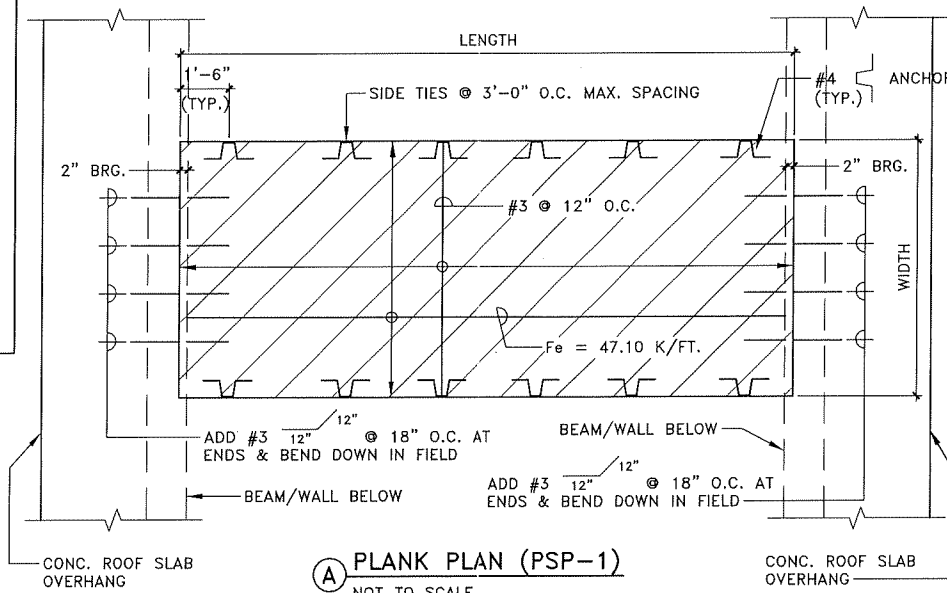 LENGTH
1'-6"
(TYP.)
SIDE TIES @ 3'-0" O.C. MAX. SPACING
#4
(TYP.)
2" BRG.
2" BRG.
#3 @ 12" O.C.
WIDTH
Fe = 47.10 K/FT.
ADD #3 12" 12" @ 18" O.C. AT
ENDS & BEND DOWN IN FIELD
BEAM/WALL BELOW
ADD #3 12" 12" @ 18" O.C. AT
ENDS & BEND DOWN IN FIELD
BEAM/WALL BELOW
CONC. ROOF SLAB
OVERHANG
A PLANK PLAN (PSP-1)
NOT TO SCALE
CONC. ROOF SLAB
OVERHANG